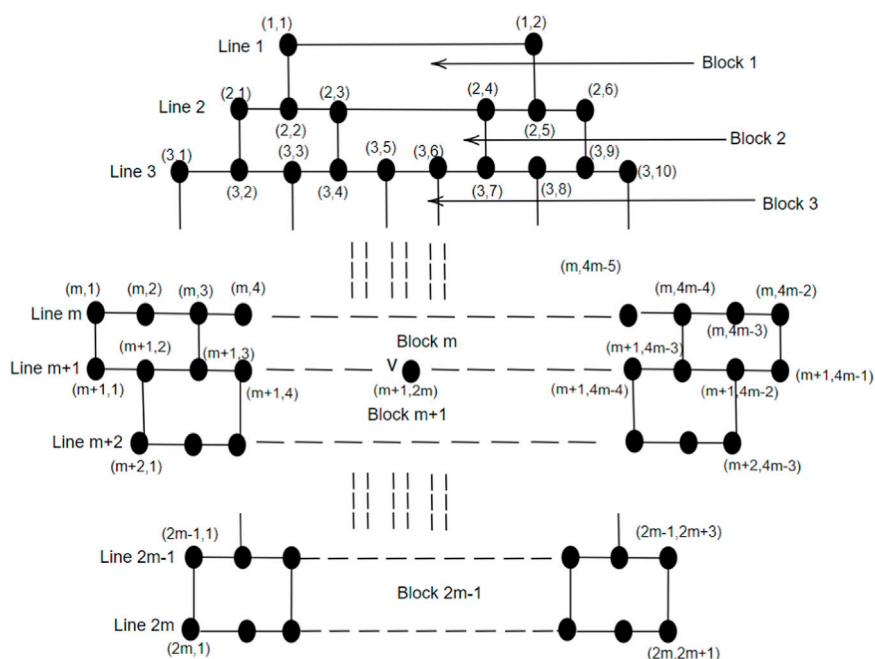 (1,1) (1,2)
Line 1
Block 1
(2,1) (2,3) (2,4) (2,6)
Line 2
(2,2) (2,5)
Block 2
(3,1) (3,3) (3,5) (3,6) (3,9)
Line 3
(3,10)
(3,2) (3,4) (3,7) (3,8)
Block 3
(m,4m-5)
(m,1) (m,2) (m,3) (m,4) (m,4m-4) (m,4m-2)
Line m
(m,4m-3)
Block m
(m+1,2) (m+1,3) (m+1,4m-3)
Line m+1 V
(m+1,4m-1)
(m+1,1) (m+1,4) (m+1,2m) (m+1,4m-4) (m+1,4m-2)
Block m+1
Line m+2
(m+2,1) (m+2,4m-3)
(2m-1,1) (2m-1,2m+3)
Line 2m-1
Block 2m-1
Line 2m
(2m,1) (2m,2m+1)